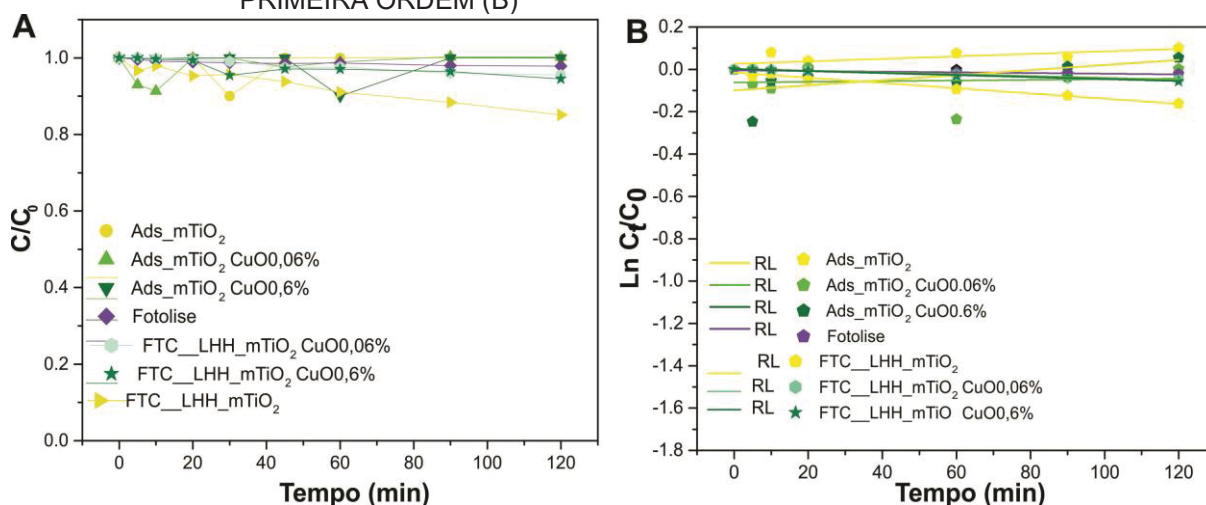 PRIMEIRA ORDEM (B)
A
C/C₀
1.0
0.8
0.6
0.4
0.2
0.0
Ads_mTiO₂
Ads_mTiO₂ CuO0,06%
Ads_mTiO₂ CuO0,6%
Fotolise
FTC__LHH_mTiO₂ CuO0,06%
FTC__LHH_mTiO₂ CuO0,6%
FTC__LHH_mTiO₂
0 20 40 60 80 100 120
Tempo (min)
B
Ln Cₜ/C₀
0.2
0.0
-0.2
-0.4
-0.6
-0.8
-1.0
-1.2
-1.4
-1.6
-1.8
RL Ads_mTiO₂
RL Ads_mTiO₂ CuO0.06%
RL Ads_mTiO₂ CuO0.6%
RL Fotolise
RL FTC__LHH_mTiO₂
RL FTC__LHH_mTiO₂ CuO0,06%
RL FTC__LHH_mTiO CuO0,6%
0 20 40 60 80 100 120
Tempo (min)